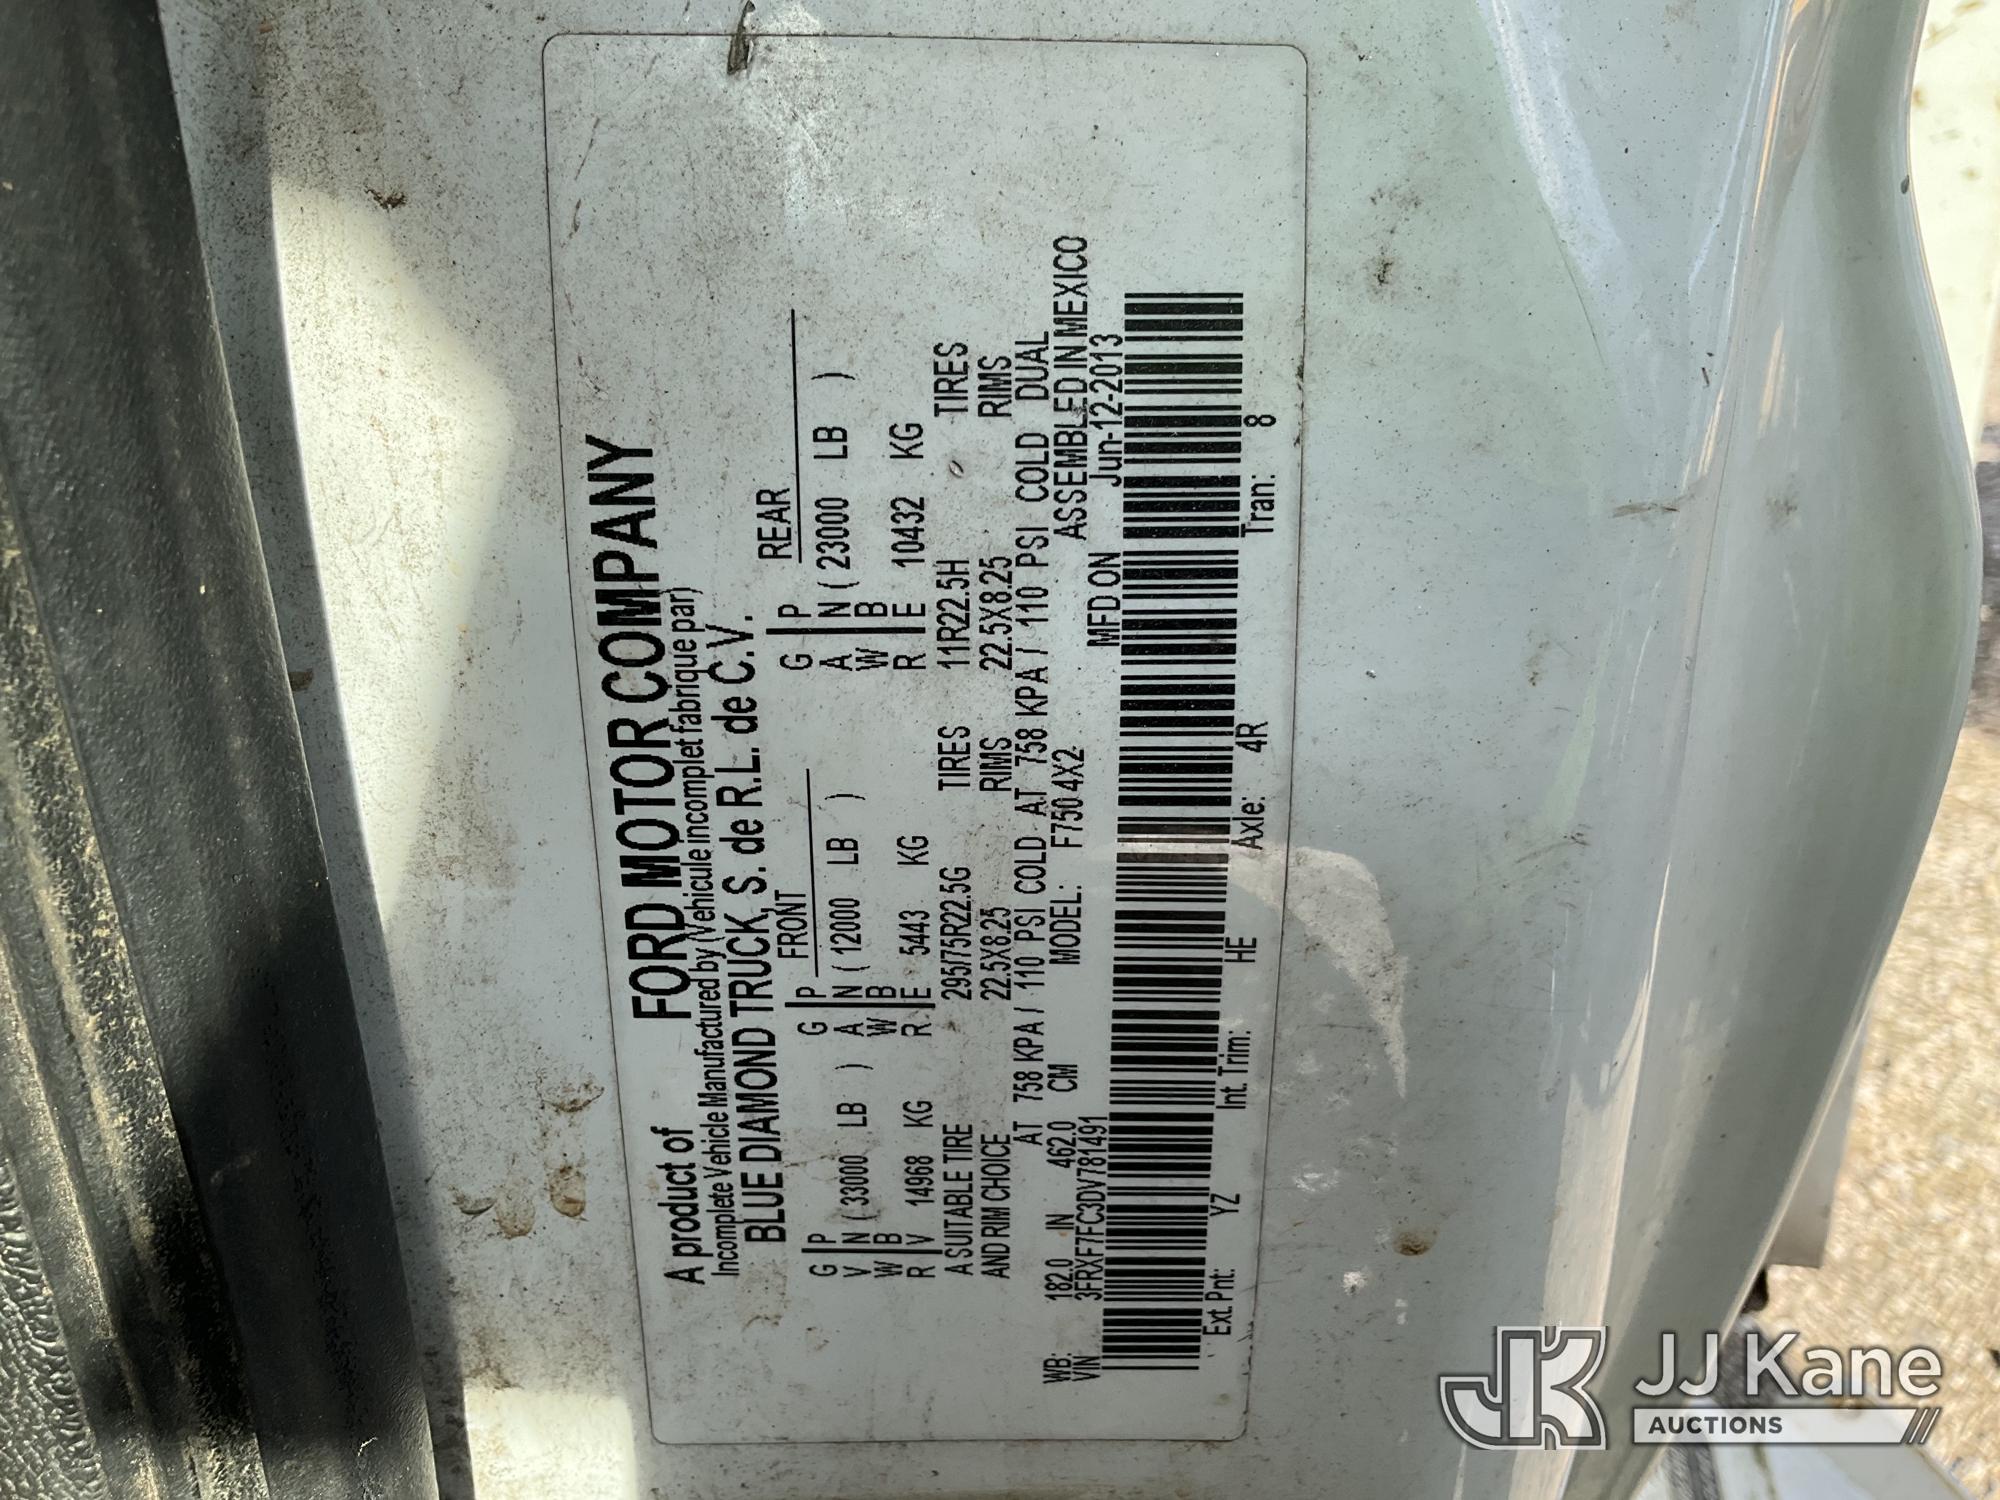 A product of FORD MOTOR COMPANY
Incomplete Vehicle Manufactured by (Vehicule incomplet fabrique par)
BLUE DIAMOND TRUCK, S. de R.L. de C.V.
FRONT REAR
G P G P G P
V N ( 33000 LB ) A N ( 12000 LB ) A N ( 23000 LB )
W B W B W B
R V 14968 KG R E 5443 KG R E 10432 KG
A SUITABLE TIRE 295/75R22.5G TIRES 11R22.5H TIRES
AND RIM CHOICE 22.5X8.25 RIMS 22.5X8.25 RIMS
AT 758 KPA / 110 PSI COLD AT 758 KPA / 110 PSI COLD DUAL
WB: 182.0 IN 462.0 CM MODEL: F750 4X2 ASSEMBLED IN MEXICO
VIN: 3FRXF7FC3DV781491 MFD ON Jun-12-2013
Ext. Pnt: YZ Int. Trim: HE Axle: 4R Tran: 8
JK JJ Kane
AUCTIONS